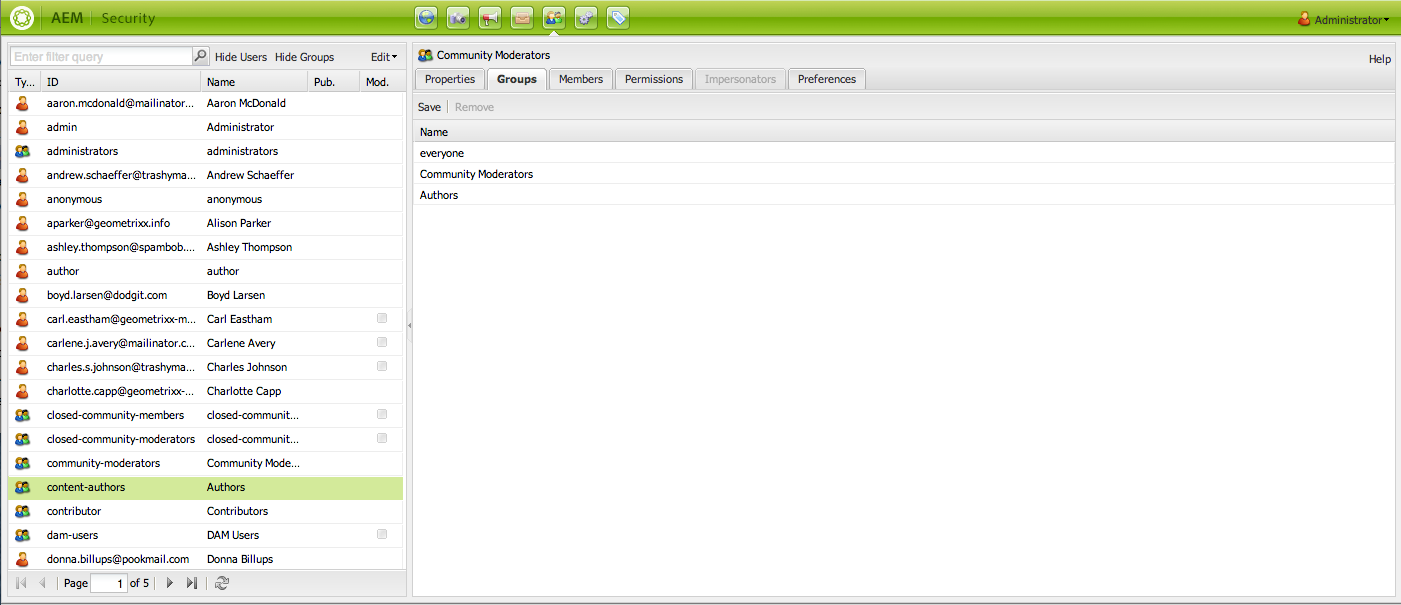 AEM Security Administrator
Enter filter query Hide Users Hide Groups Edit
Ty... ID Name Pub. Mod.
aaron.mcdonald@mailinator... Aaron McDonald
admin Administrator
administrators administrators
andrew.schaeffer@trashyma... Andrew Schaeffer
anonymous anonymous
aparker@geometrixx.info Alison Parker
ashley.thompson@spambob.... Ashley Thompson
author author
boyd.larsen@dodgit.com Boyd Larsen
carl.eastham@geometrixx-m... Carl Eastham
carlene.j.avery@mailinator.c... Carlene Avery
charles.s.johnson@trashyma... Charles Johnson
charlotte.capp@geometrixx-... Charlotte Capp
closed-community-members closed-communit...
closed-community-moderators closed-communit...
community-moderators Community Mode...
content-authors Authors
contributor Contributors
dam-users DAM Users
donna.billups@pookmail.com Donna Billups
Page 1 of 5
Community Moderators
Help
Properties Groups Members Permissions Impersonators Preferences
Save Remove
Name
everyone
Community Moderators
Authors